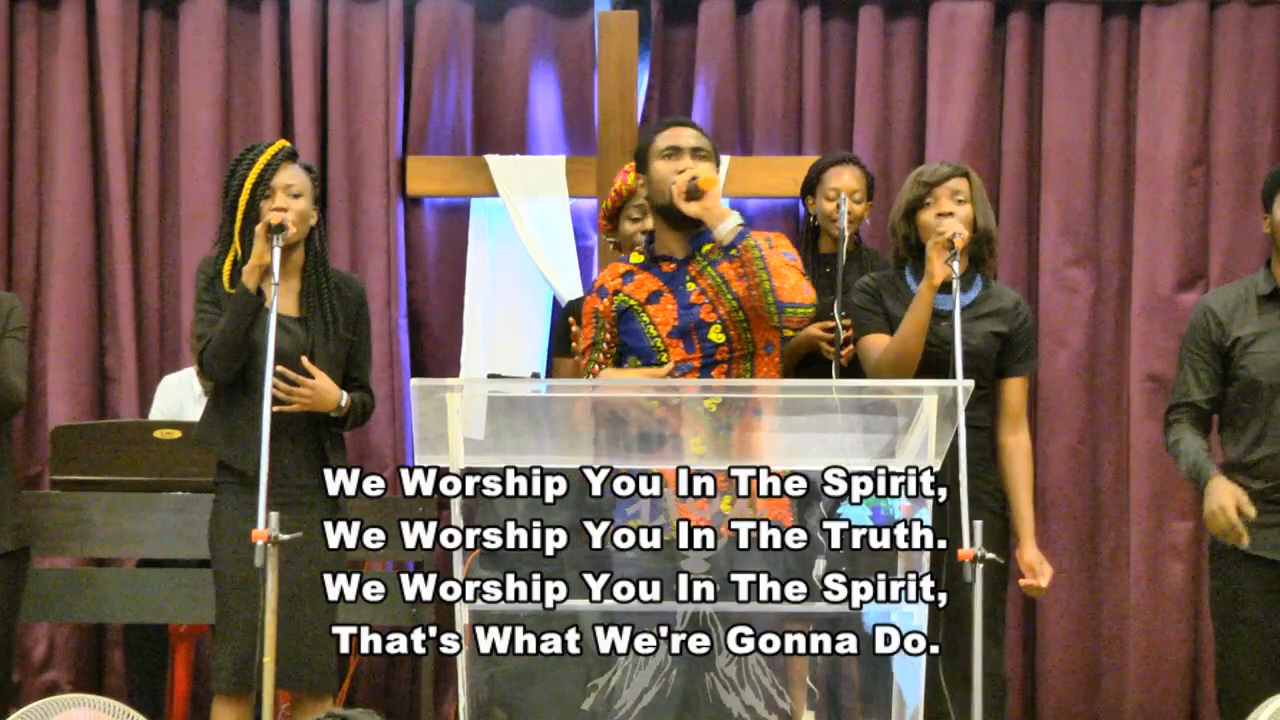 We Worship You In The Spirit,
We Worship You In The Truth.
We Worship You In The Spirit,
That's What We're Gonna Do.